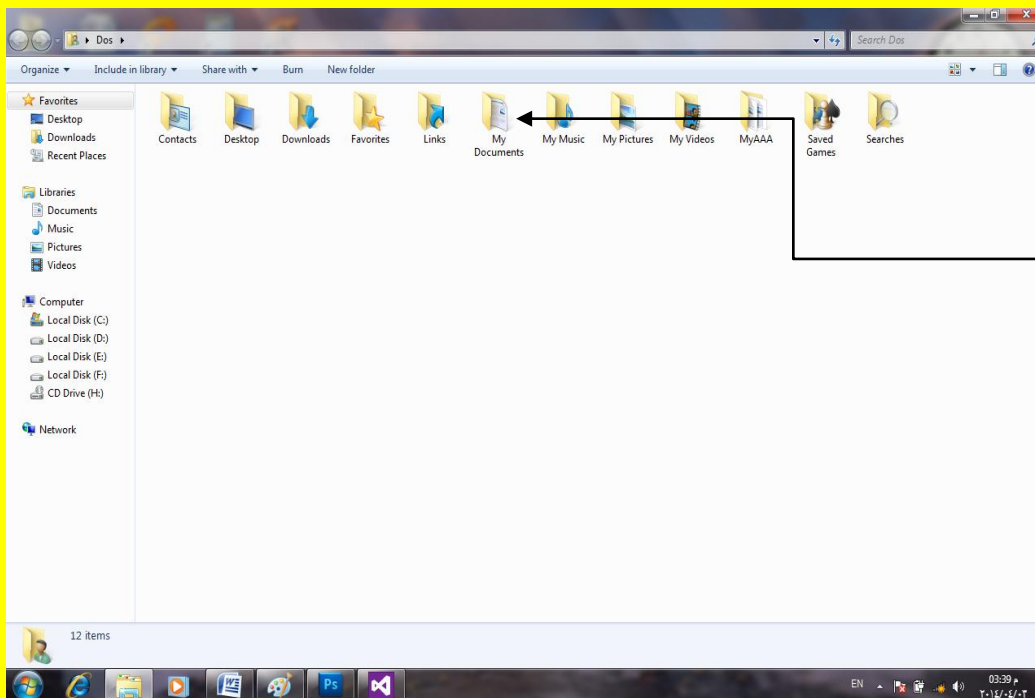 Dos
Search Dos
Organize Include in library Share with Burn New folder
Favorites
Desktop
Downloads
Recent Places
Libraries
Documents
Music
Pictures
Videos
Computer
Local Disk (C:)
Local Disk (D:)
Local Disk (E:)
Local Disk (F:)
CD Drive (H:)
Network
Contacts
Desktop
Downloads
Favorites
Links
My
Documents
My Music
My Pictures
My Videos
MyAAA
Saved
Games
Searches
12 items
Ps
EN
03:39 م